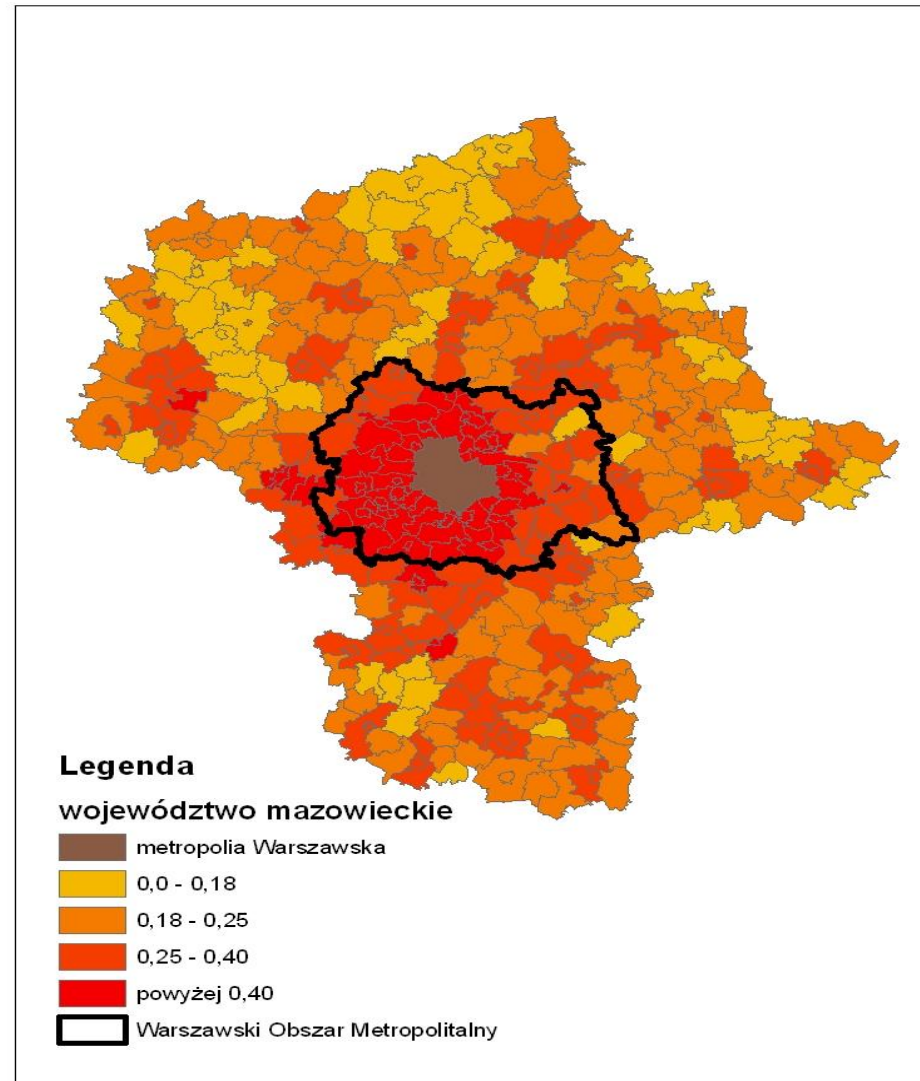 Legenda
województwo mazowieckie
metropolia Warszawska
0,0 - 0,18
0,18 - 0,25
0,25 - 0,40
powyżej 0,40
Warszawski Obszar Metropolitalny